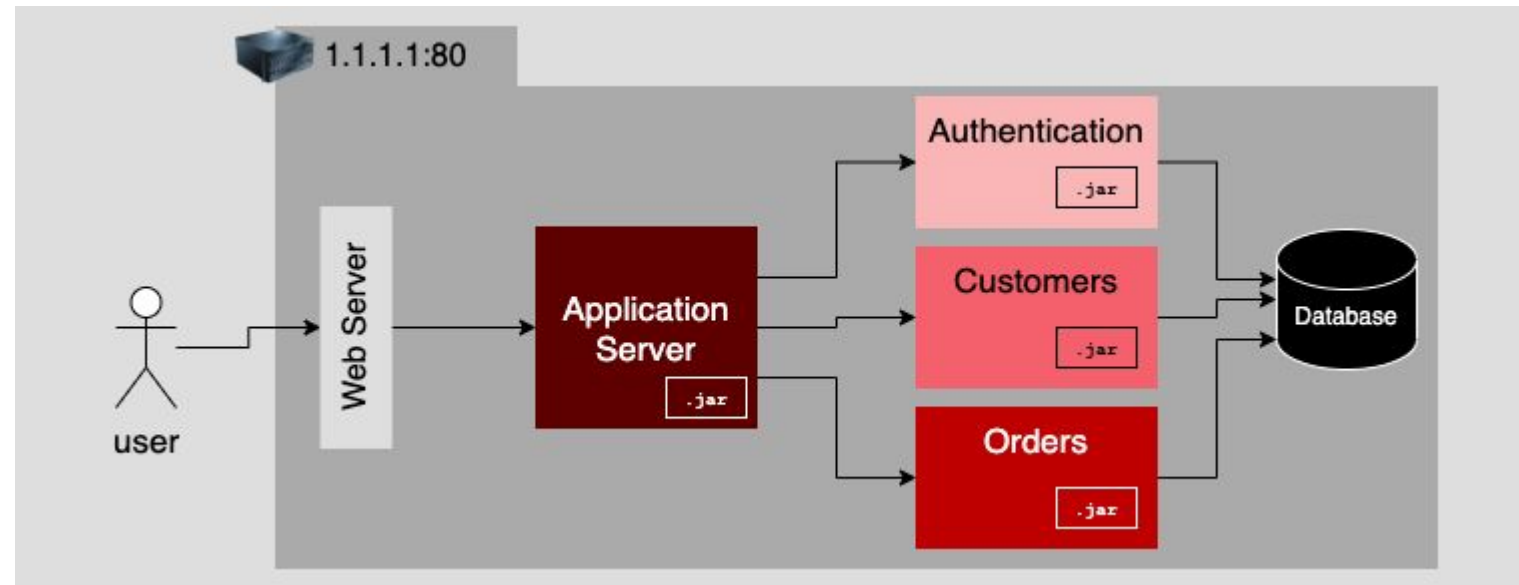 1.1.1.1:80
user
Web Server
Application
Server
.jar
Authentication
.jar
Customers
.jar
Orders
.jar
Database